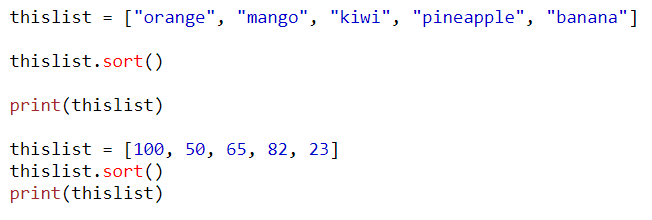 thislist = ["orange", "mango", "kiwi", "pineapple", "banana"]
thislist.sort()
print(thislist)
thislist = [100, 50, 65, 82, 23]
thislist.sort()
print(thislist)